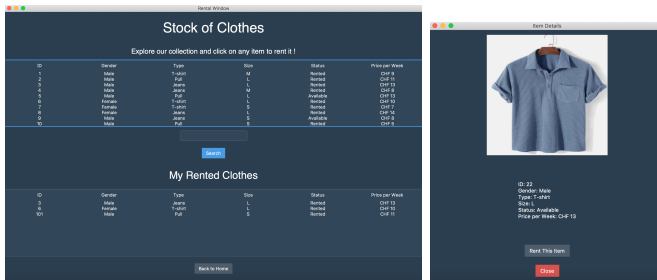 Rental Window
Stock of Clothes
Explore our collection and click on any item to rent it !
ID Gender Type Size Status Price per Week
1 Male T-shirt M Rented CHF 9
2 Male Pull L Rented CHF 11
3 Male Jeans L Rented CHF 13
4 Male Jeans M Rented CHF 8
5 Male Pull L Available CHF 13
6 Female T-shirt L Rented CHF 10
7 Female T-shirt S Rented CHF 7
8 Female Jeans L Rented CHF 14
9 Male Jeans S Available CHF 8
10 Male Pull S Rented CHF 5
Search
My Rented Clothes
ID Gender Type Size Status Price per Week
3 Male Jeans L Rented CHF 13
6 Female T-shirt L Rented CHF 10
101 Male Pull S Rented CHF 11
Back to Home
Item Details
ID: 22
Gender: Male
Type: T-shirt
Size: L
Status: Available
Price per Week: CHF 13
Rent This Item
Close